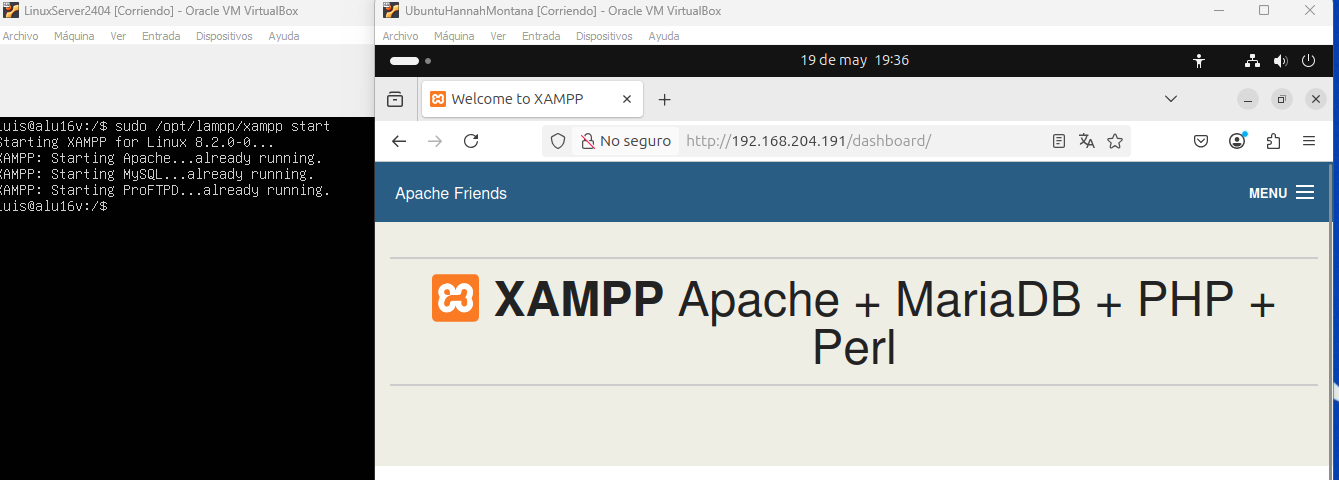 LinuxServer2404 [Corriendo] - Oracle VM VirtualBox
Archivo Máquina Ver Entrada Dispositivos Ayuda
luis@alu16v:/$ sudo /opt/lampp/xampp start
Starting XAMPP for Linux 8.2.0-0...
XAMPP: Starting Apache...already running.
XAMPP: Starting MySQL...already running.
XAMPP: Starting ProFTPD...already running.
luis@alu16v:/$
UbuntuHannahMontana [Corriendo] - Oracle VM VirtualBox
Archivo Máquina Ver Entrada Dispositivos Ayuda
19 de may 19:36
Welcome to XAMPP
No seguro http://192.168.204.191/dashboard/
Apache Friends MENU
XAMPP Apache + MariaDB + PHP +
Perl